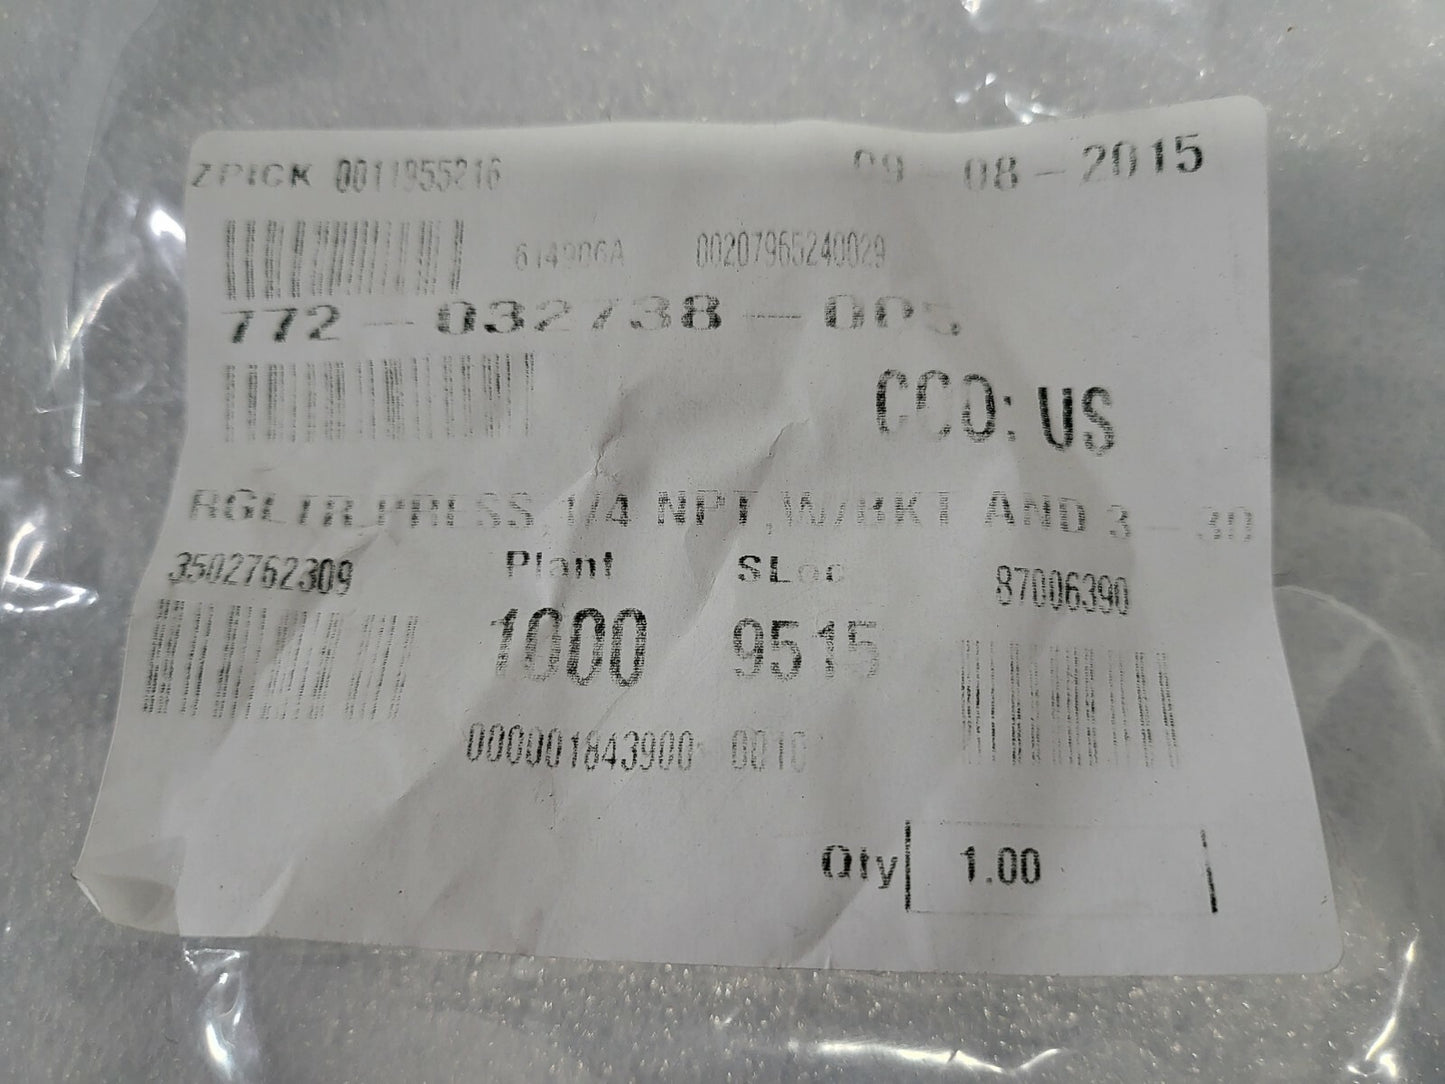 ZPICK 0011955216 09-08-2015
614906A 00207965240029
772-032738-005
CCO: US
RGLTR,PRESS,1/4 NPT,W/BKT AND 3-30
3502762309 Plant SLoc 87006390
1000 9515
000001843900 0010
Qty 1.00